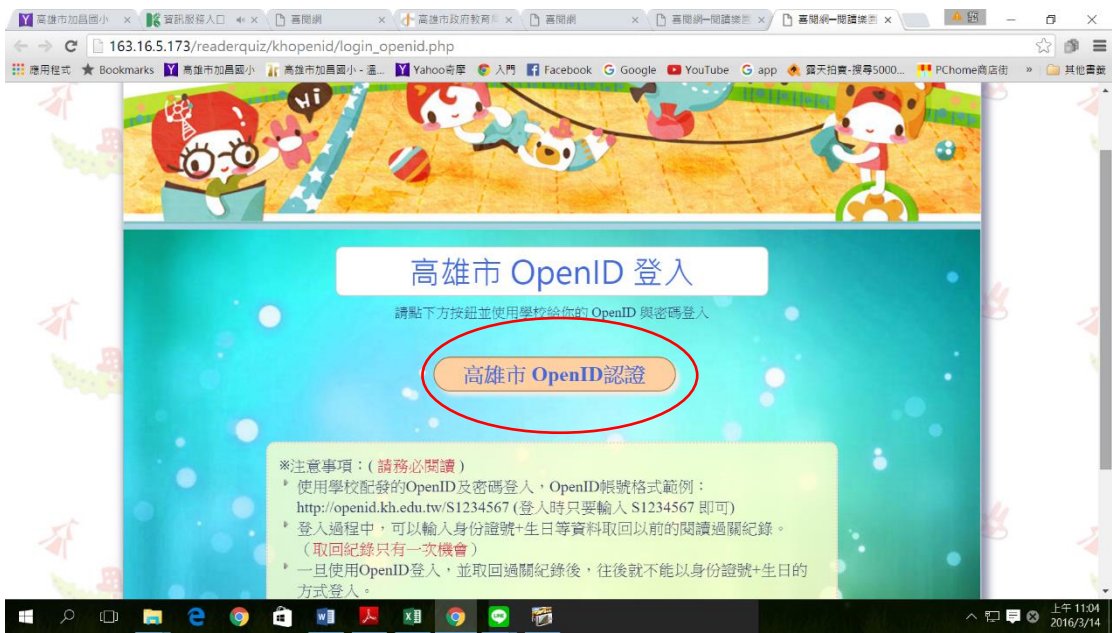 高雄市加昌國小
資訊服務入口
喜閱網
高雄市政府教育
喜閱網
喜閱網─閱讀樂
喜閱網─閱讀樂
163.16.5.173/readerquiz/khopenid/login_openid.php
應用程式 Bookmarks 高雄市加昌國小 高雄市加昌國小 - 溫... Yahoo奇摩 入門 Facebook Google YouTube app 露天拍賣-搜尋5000... PChome商店街 » 其他書籤
Hi
高雄市 OpenID 登入
請點下方按鈕並使用學校給你的 OpenID 與密碼登入
高雄市 OpenID認證
※注意事項：( 請務必閱讀 )
使用學校配發的OpenID及密碼登入，OpenID帳號格式範例：
http://openid.kh.edu.tw/S1234567 (登入時只要輸入 S1234567 即可)
登入過程中，可以輸入身份證號+生日等資料取回以前的閱讀過關紀錄。
（取回紀錄只有一次機會）
一旦使用OpenID登入，並取回過關紀錄後，往後就不能以身份證號+生日的
方式登入。
上午 11:04
2016/3/14